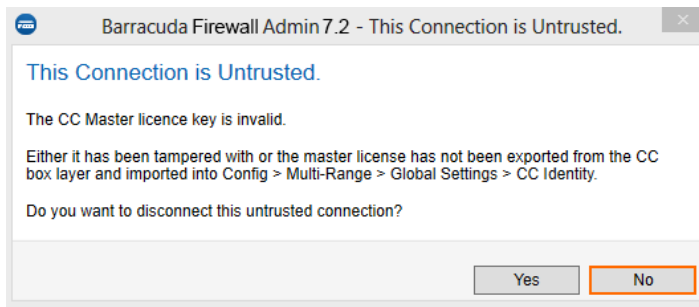 Barracuda Firewall Admin 7.2 - This Connection is Untrusted.
This Connection is Untrusted.
The CC Master licence key is invalid.
Either it has been tampered with or the master license has not been exported from the CC
box layer and imported into Config > Multi-Range > Global Settings > CC Identity.
Do you want to disconnect this untrusted connection?
Yes No